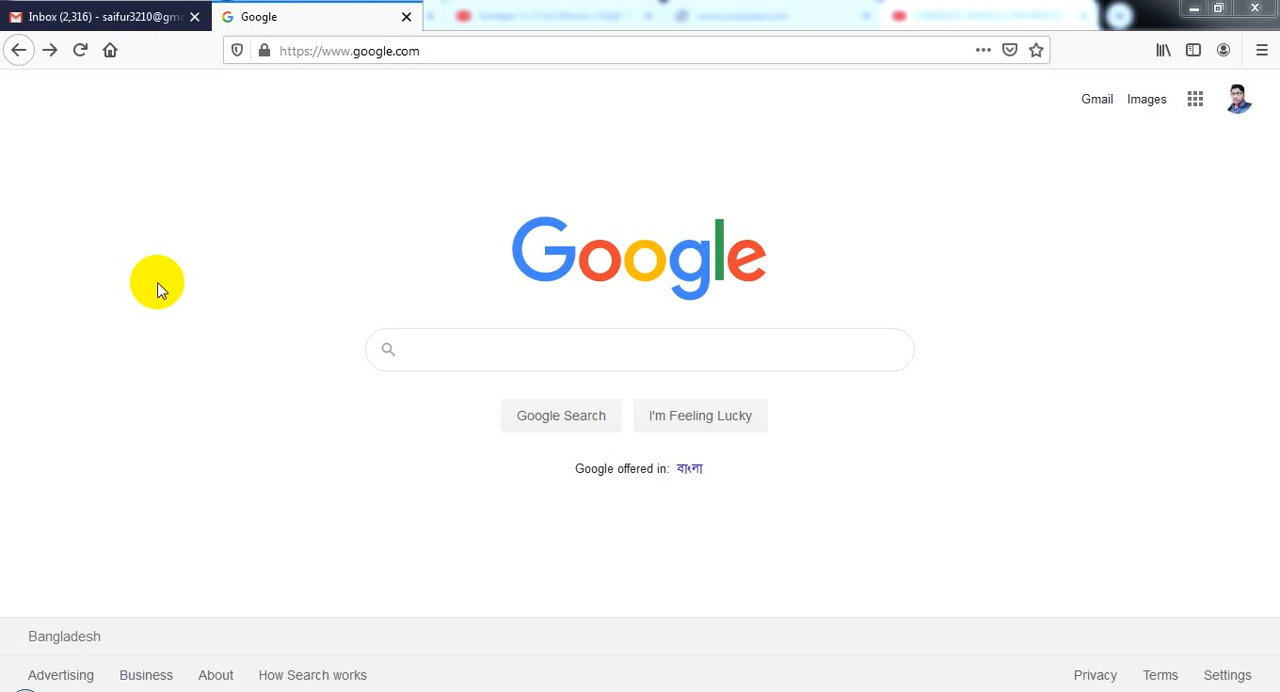 Inbox (2,316) - saifur3210@gma
Google
https://www.google.com
Gmail Images
Google
Google Search I'm Feeling Lucky
Google offered in: বাংলা
Bangladesh
Advertising Business About How Search works Privacy Terms Settings